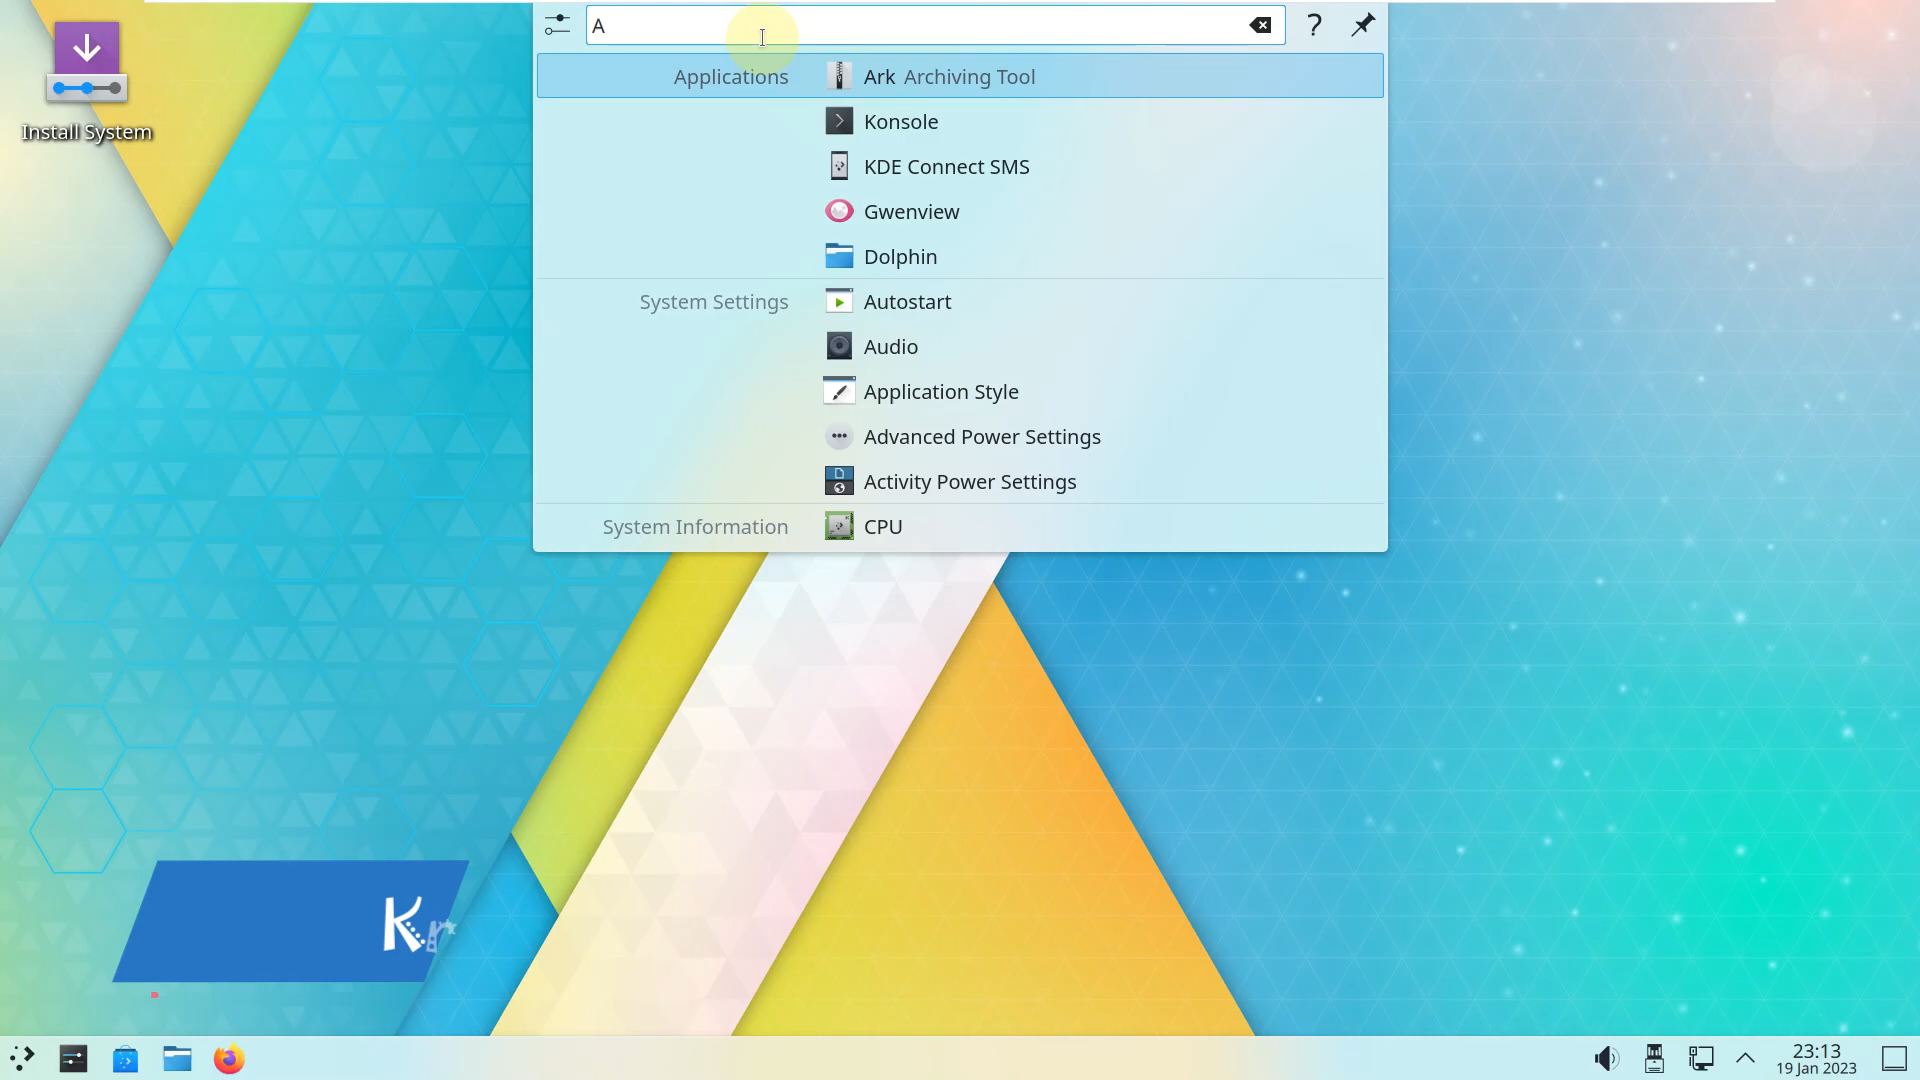 Install System
A
Applications Ark Archiving Tool
Konsole
KDE Connect SMS
Gwenview
Dolphin
System Settings Autostart
Audio
Application Style
Advanced Power Settings
Activity Power Settings
System Information CPU
Kr
23:13
19 Jan 2023